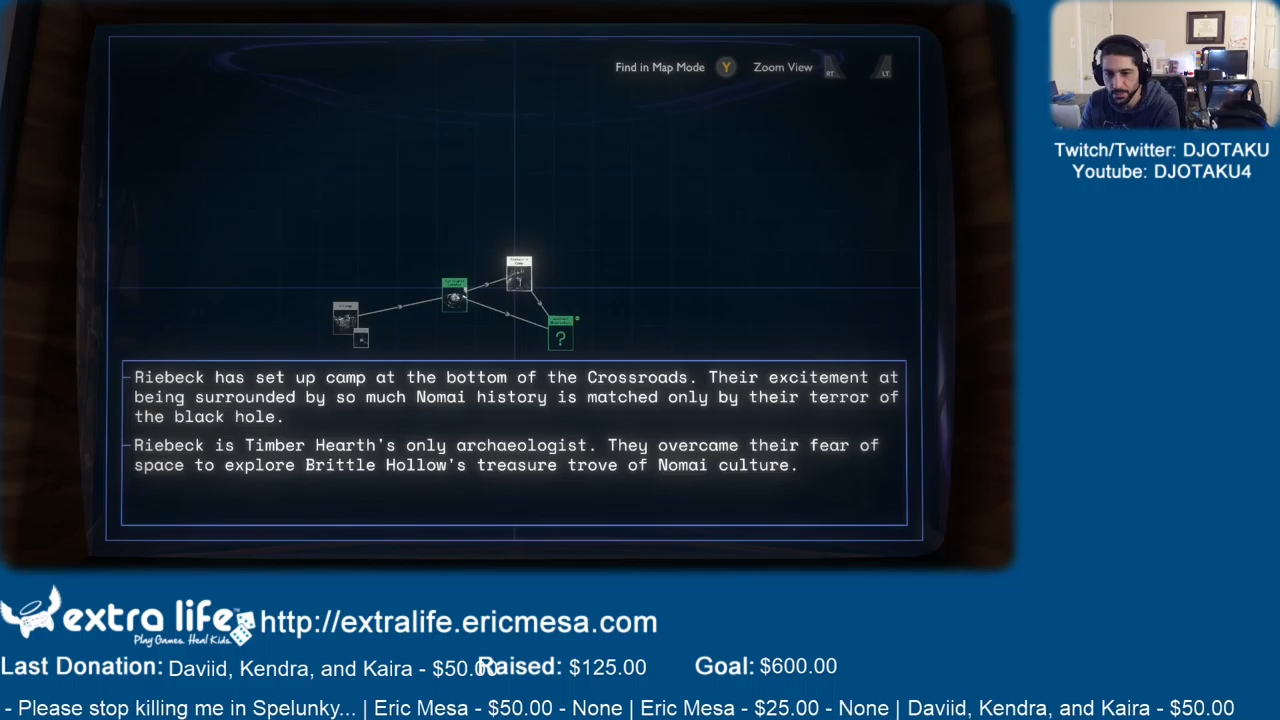 Find in Map Mode Y Zoom View RT LT
Twitch/Twitter: DJOTAKU
Youtube: DJOTAKU4
?
Riebeck has set up camp at the bottom of the Crossroads. Their excitement at
being surrounded by so much Nomai history is matched only by their terror of
the black hole.
Riebeck is Timber Hearth's only archaeologist. They overcame their fear of
space to explore Brittle Hollow's treasure trove of Nomai culture.
extra life
Play Games. Heal Kids.
http://extralife.ericmesa.com
Last Donation: Daviid, Kendra, and Kaira - $50.00 Raised: $125.00 Goal: $600.00
- Please stop killing me in Spelunky... | Eric Mesa - $50.00 - None | Eric Mesa - $25.00 - None | Daviid, Kendra, and Kaira - $50.00